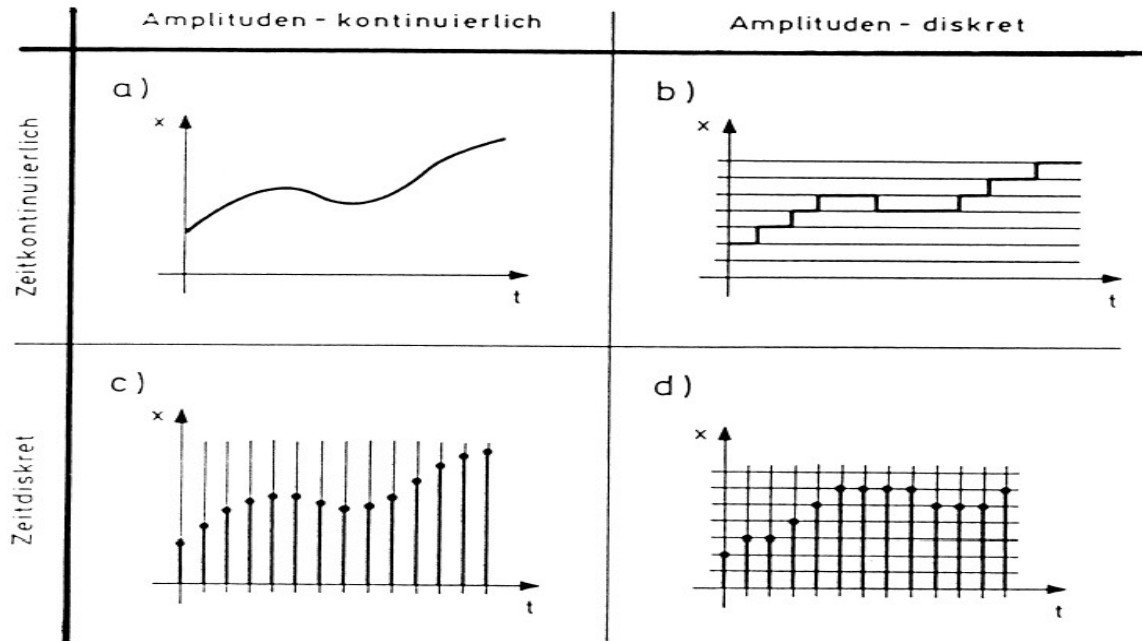 Amplituden - kontinuierlich
Amplituden - diskret
Zeitkontinuierlich
a)
x
t
b)
x
t
Zeitdiskret
c)
x
t
d)
x
t